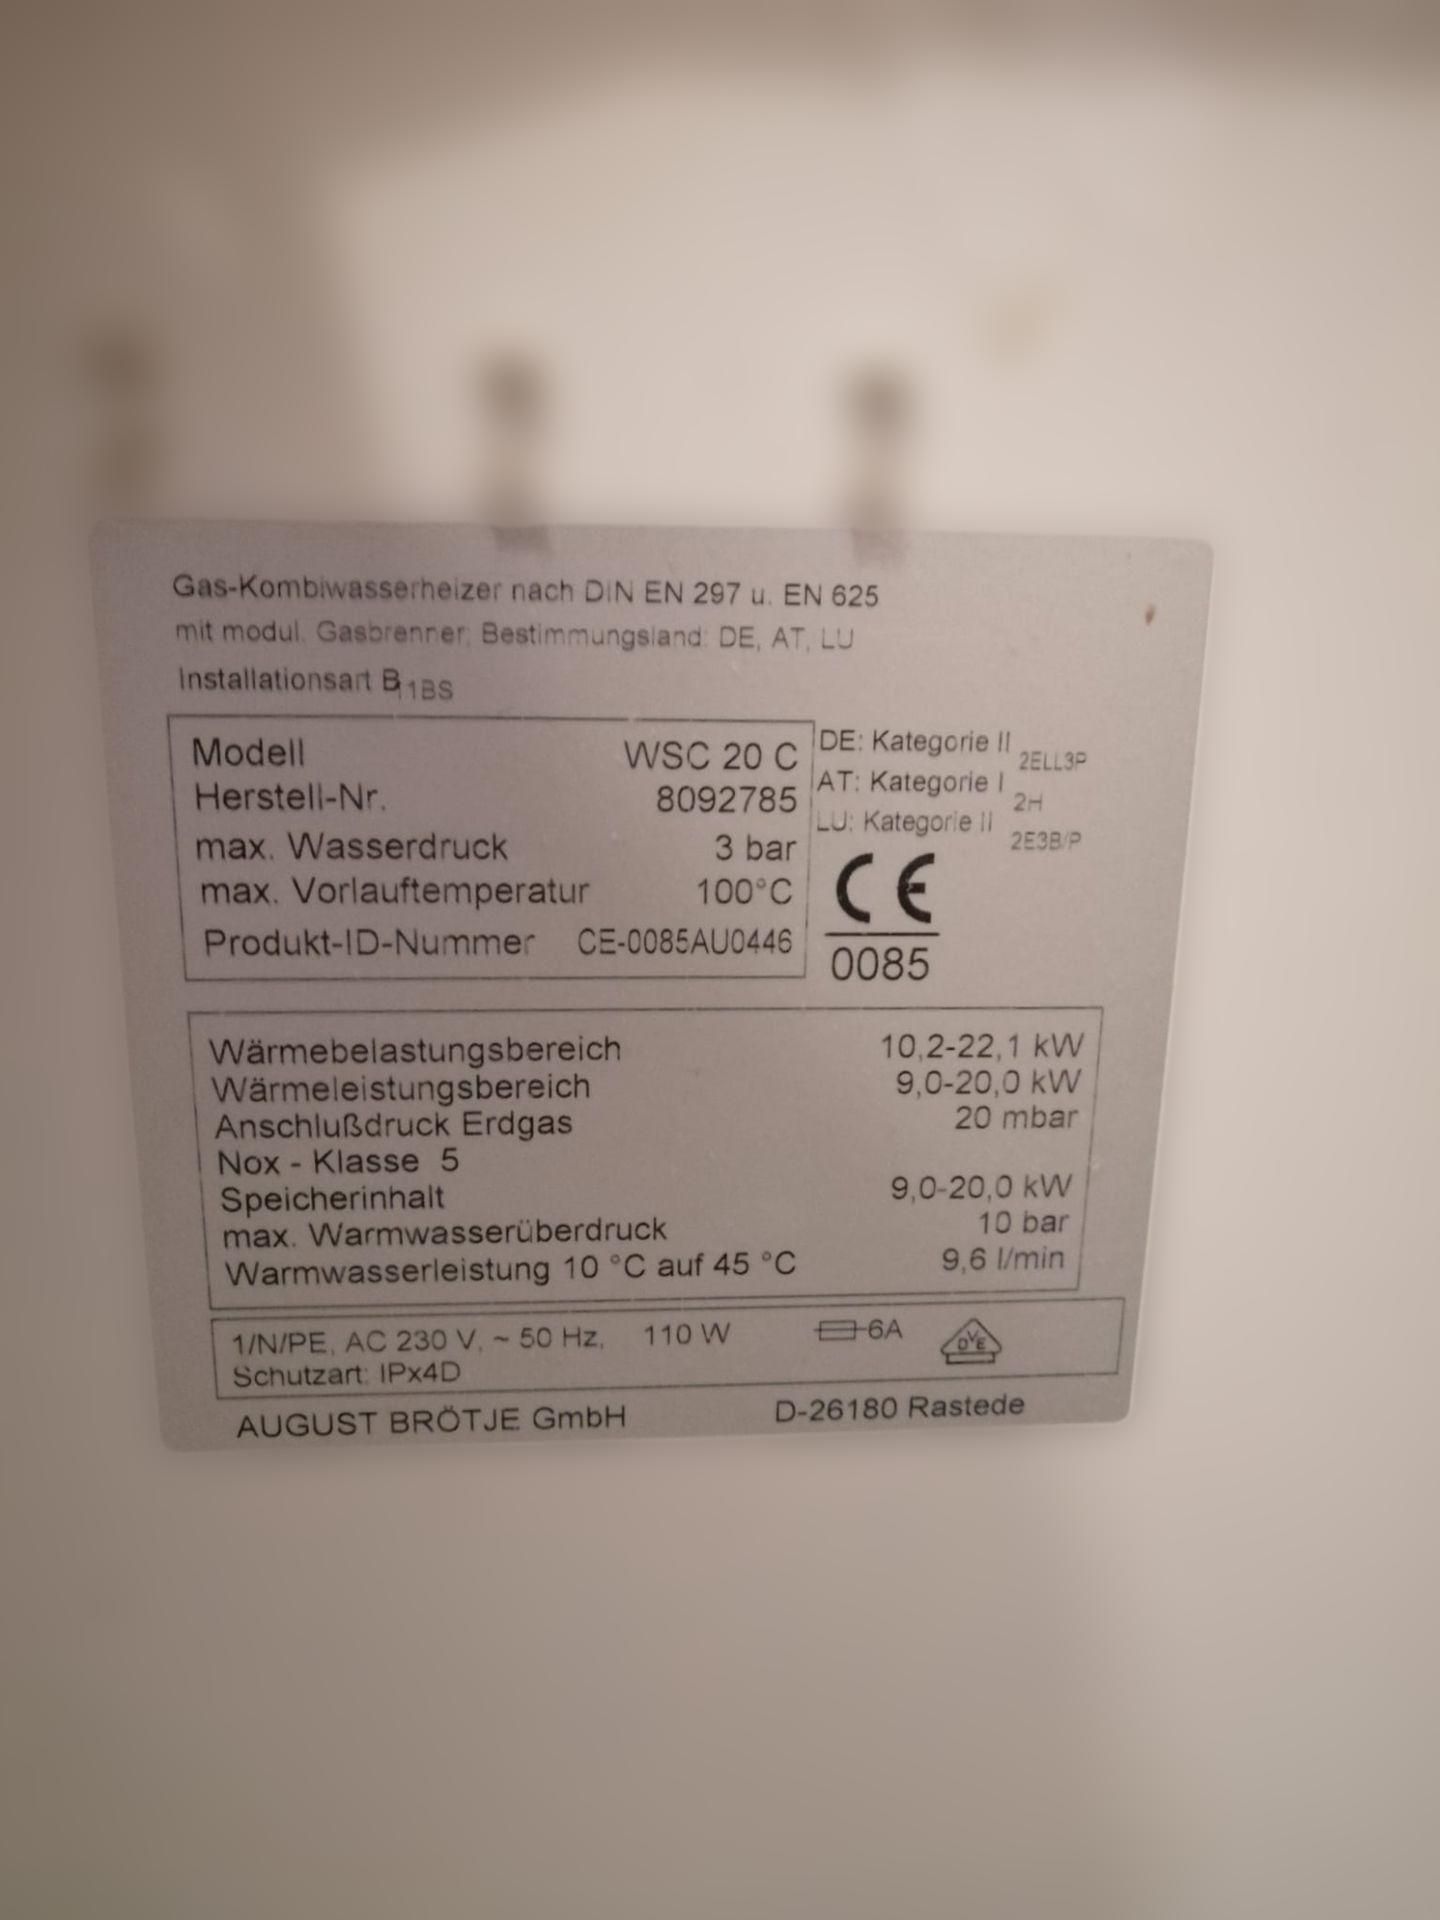 Gas-Kombiwasserheizer nach DIN EN 297 u. EN 625
mit modul. Gasbrenner; Bestimmungsland: DE, AT, LU
Installationsart B11BS
Modell WSC 20 C
Herstell-Nr. 8092785
max. Wasserdruck 3 bar
max. Vorlauftemperatur 100°C
Produkt-ID-Nummer CE-0085AU0446
DE: Kategorie II 2ELL3P
AT: Kategorie I 2H
LU: Kategorie II 2E3B/P
CE
0085
Wärmebelastungsbereich 10,2-22,1 kW
Wärmeleistungsbereich 9,0-20,0 kW
Anschlußdruck Erdgas 20 mbar
Nox - Klasse 5
Speicherinhalt 9,0-20,0 kW
max. Warmwasserüberdruck 10 bar
Warmwasserleistung 10 °C auf 45 °C 9,6 l/min
1/N/PE, AC 230 V, ~ 50 Hz, 110 W 6A DVE
Schutzart: IPx4D
AUGUST BRÖTJE GmbH D-26180 Rastede